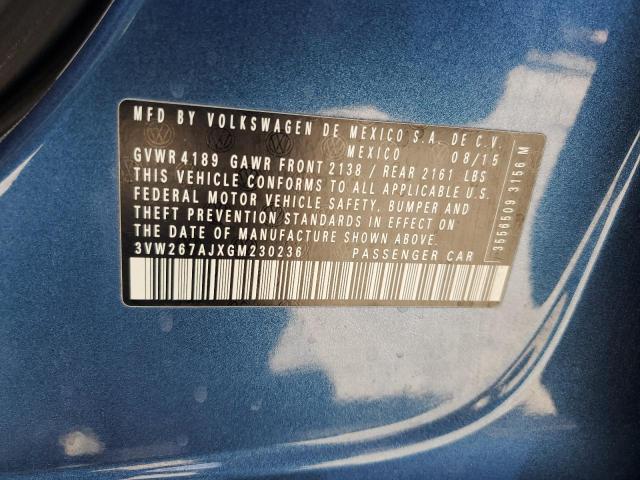 MFD BY VOLKSWAGEN DE MEXICO S.A. DE C.V.
MEXICO 08/15
GVWR 4189 GAWR FRONT 2138 / REAR 2161 LBS
THIS VEHICLE CONFORMS TO ALL APPLICABLE U.S.
FEDERAL MOTOR VEHICLE SAFETY, BUMPER AND
THEFT PREVENTION STANDARDS IN EFFECT ON
THE DATE OF MANUFACTURE SHOWN ABOVE.
3VW267AJXGM230236 PASSENGER CAR
3556509 3156 M